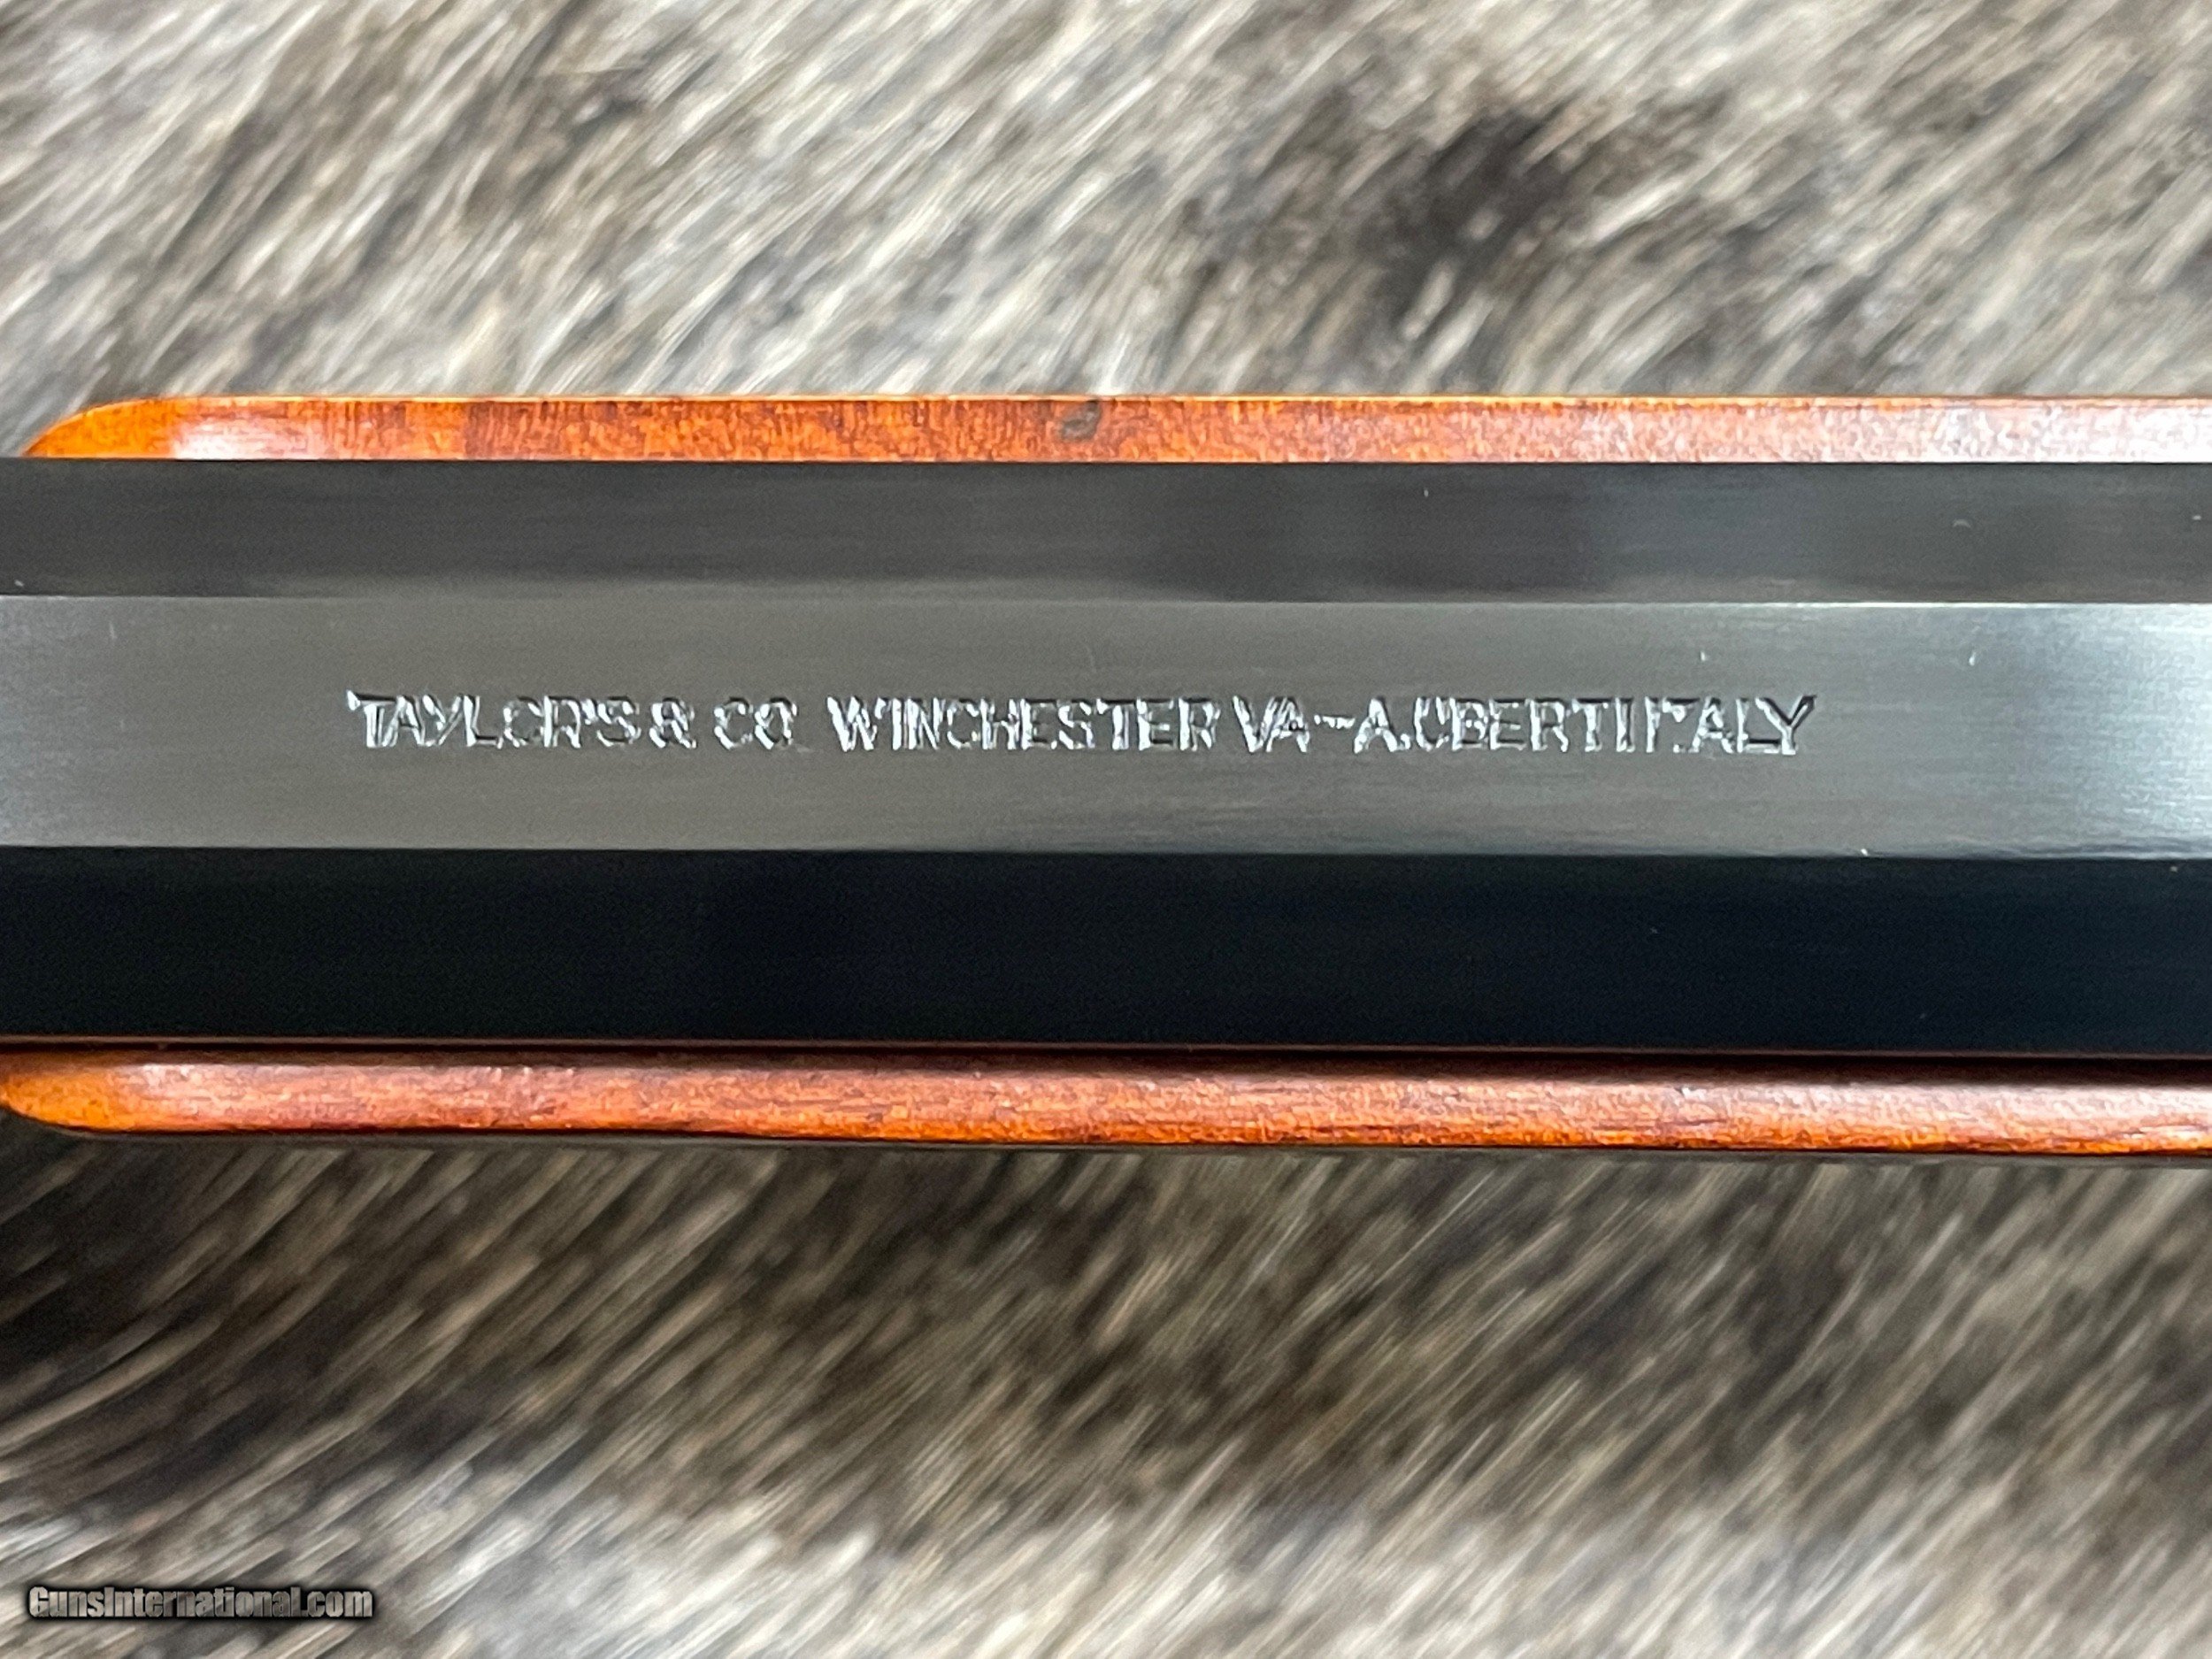 TAYLOR'S & CO WINCHESTER VA-A.UBERTI ITALY
GunsInternational.com